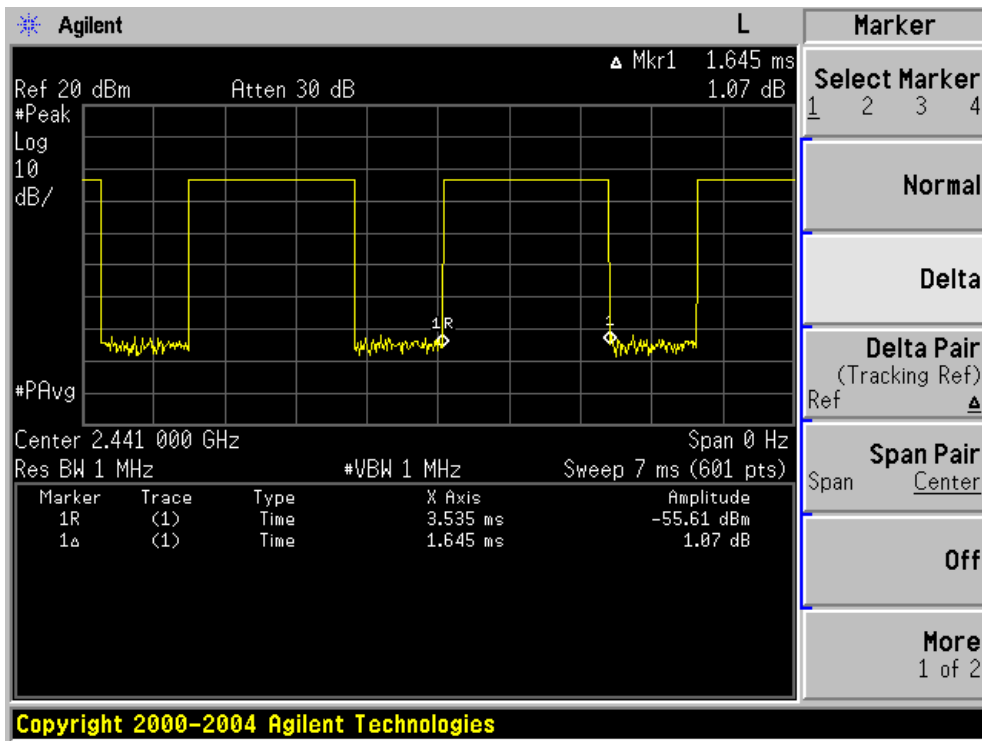 Agilent L
Δ Mkr1 1.645 ms
Ref 20 dBm Atten 30 dB 1.07 dB
#Peak
Log
10
dB/
1R 1
#PAvg
Center 2.441 000 GHz Span 0 Hz
Res BW 1 MHz #VBW 1 MHz Sweep 7 ms (601 pts)
Marker Trace Type X Axis Amplitude
1R (1) Time 3.535 ms -55.61 dBm
1Δ (1) Time 1.645 ms 1.07 dB
Marker
Select Marker
1 2 3 4
Normal
Delta
Delta Pair
(Tracking Ref)
Ref Δ
Span Pair
Span Center
Off
More
1 of 2
Copyright 2000-2004 Agilent Technologies